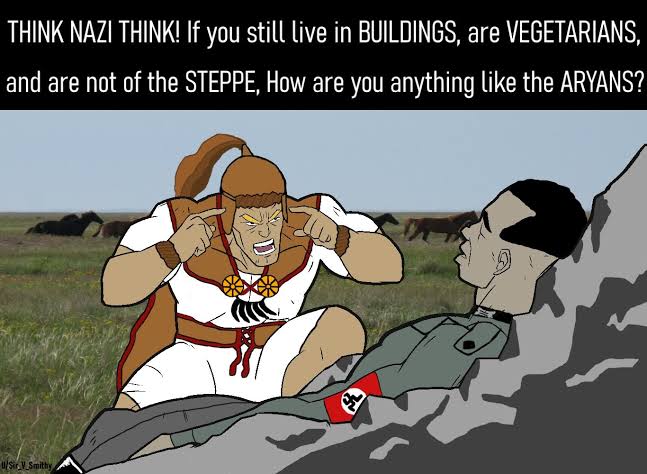 THINK NAZI THINK! If you still live in BUILDINGS, are VEGETARIANS,
and are not of the STEPPE, How are you anything like the ARYANS?
U/Sir_V_Smithy